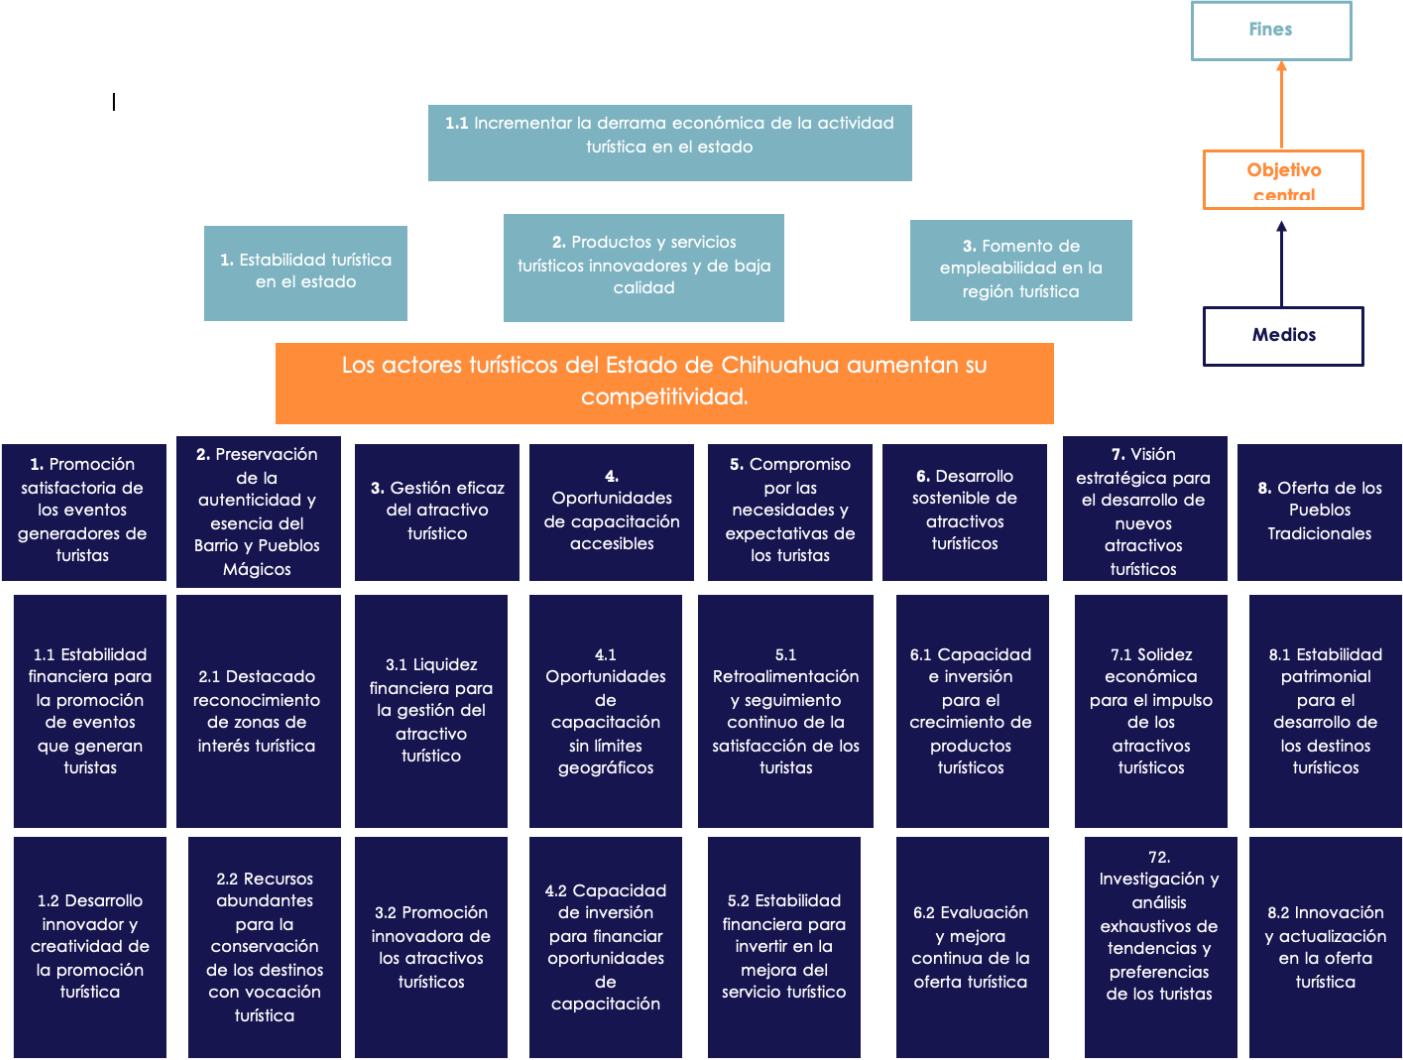 Fines
1.1 Incrementar la derrama económica de la actividad
turística en el estado
Objetivo
central
1. Estabilidad turística
en el estado
2. Productos y servicios
turísticos innovadores y de baja
calidad
3. Fomento de
empleabilidad en la
región turística
Medios
Los actores turísticos del Estado de Chihuahua aumentan su
competitividad.
1. Promoción
satisfactoria de
los eventos
generadores de
turistas
2. Preservación
de la
autenticidad y
esencia del
Barrio y Pueblos
Mágicos
3. Gestión eficaz
del atractivo
turístico
4.
Oportunidades
de capacitación
accesibles
5. Compromiso
por las
necesidades y
expectativas de
los turistas
6. Desarrollo
sostenible de
atractivos
turísticos
7. Visión
estratégica para
el desarrollo de
nuevos
atractivos
turísticos
8. Oferta de los
Pueblos
Tradicionales
1.1 Estabilidad
financiera para
la promoción
de eventos
que generan
turistas
2.1 Destacado
reconocimiento
de zonas de
interés turística
3.1 Liquidez
financiera para
la gestión del
atractivo
turístico
4.1
Oportunidades
de
capacitación
sin límites
geográficos
5.1
Retroalimentación
y seguimiento
continuo de la
satisfacción de los
turistas
6.1 Capacidad
e inversión
para el
crecimiento de
productos
turísticos
7.1 Solidez
económica
para el impulso
de los
atractivos
turísticos
8.1 Estabilidad
patrimonial
para el
desarrollo de
los destinos
turísticos
1.2 Desarrollo
innovador y
creatividad de
la promoción
turística
2.2 Recursos
abundantes
para la
conservación
de los destinos
con vocación
turística
3.2 Promoción
innovadora de
los atractivos
turísticos
4.2 Capacidad
de inversión
para financiar
oportunidades
de
capacitación
5.2 Estabilidad
financiera para
invertir en la
mejora del
servicio turístico
6.2 Evaluación
y mejora
continua de la
oferta turística
72.
Investigación y
análisis
exhaustivos de
tendencias y
preferencias
de los turistas
8.2 Innovación
y actualización
en la oferta
turística